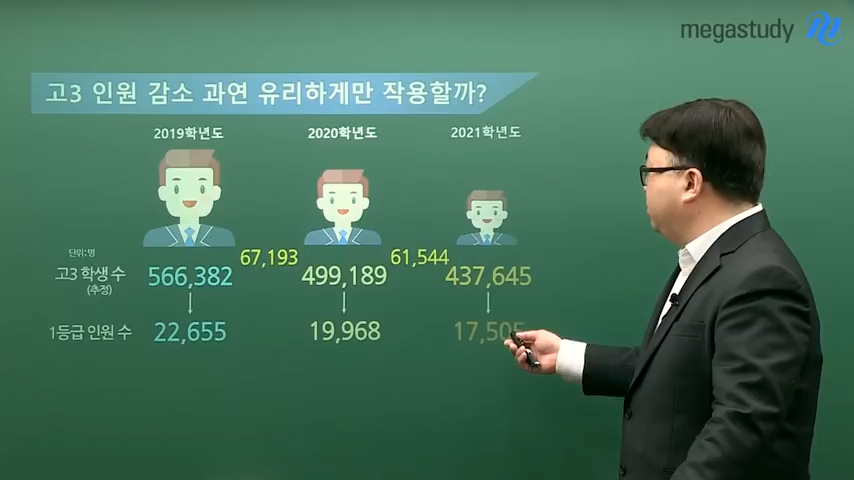 megastudy
고3 인원 감소 과연 유리하게만 작용할까?
2019학년도 2020학년도 2021학년도
단위:명
67,193 61,544
고3 학생 수 566,382 499,189 437,645
(추정)
1등급 인원 수 22,655 19,968 17,505